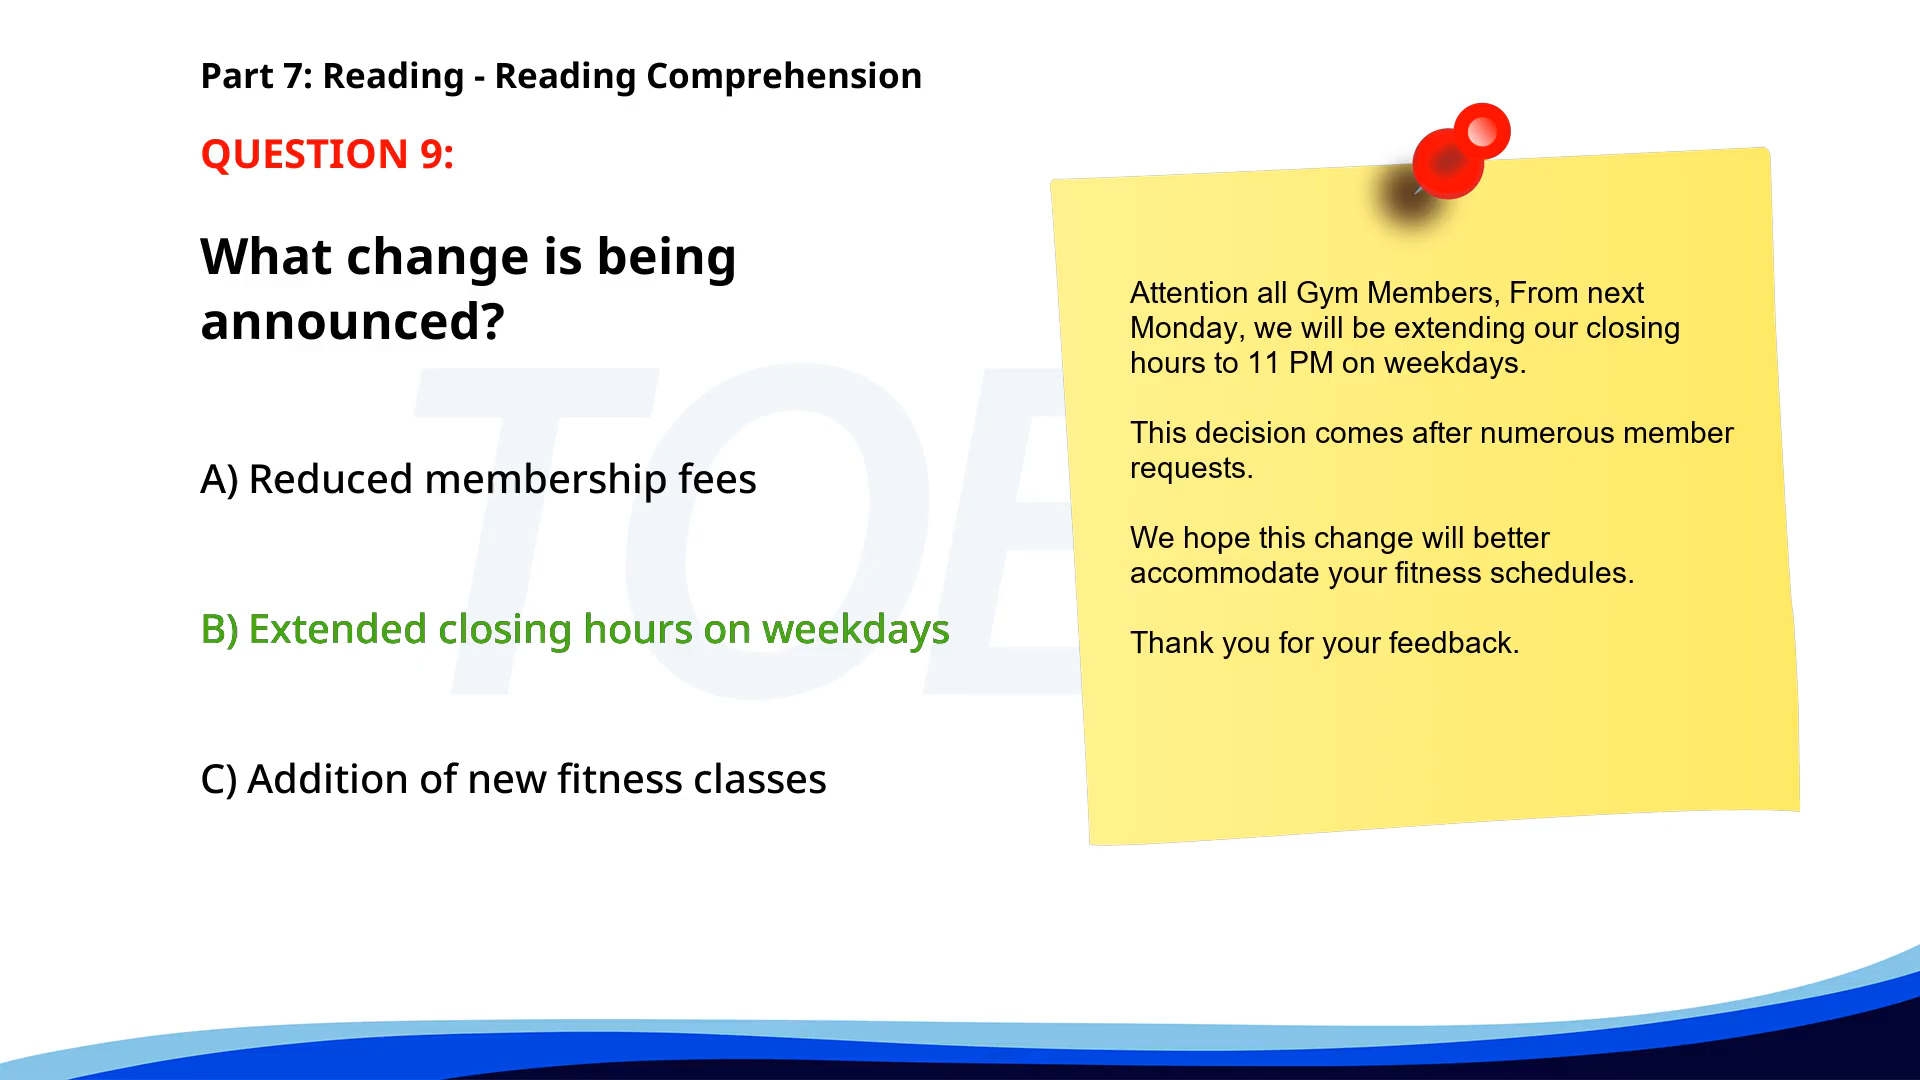 Part 7: Reading - Reading Comprehension
QUESTION 9:
What change is being
announced?
A) Reduced membership fees
B) Extended closing hours on weekdays
C) Addition of new fitness classes
Attention all Gym Members, From next
Monday, we will be extending our closing
hours to 11 PM on weekdays.
This decision comes after numerous member
requests.
We hope this change will better
accommodate your fitness schedules.
Thank you for your feedback.